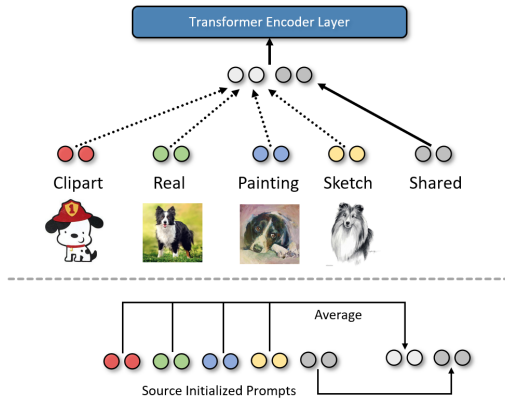 Transformer Encoder Layer
Clipart Real Painting Sketch Shared
1
Average
Source Initialized Prompts